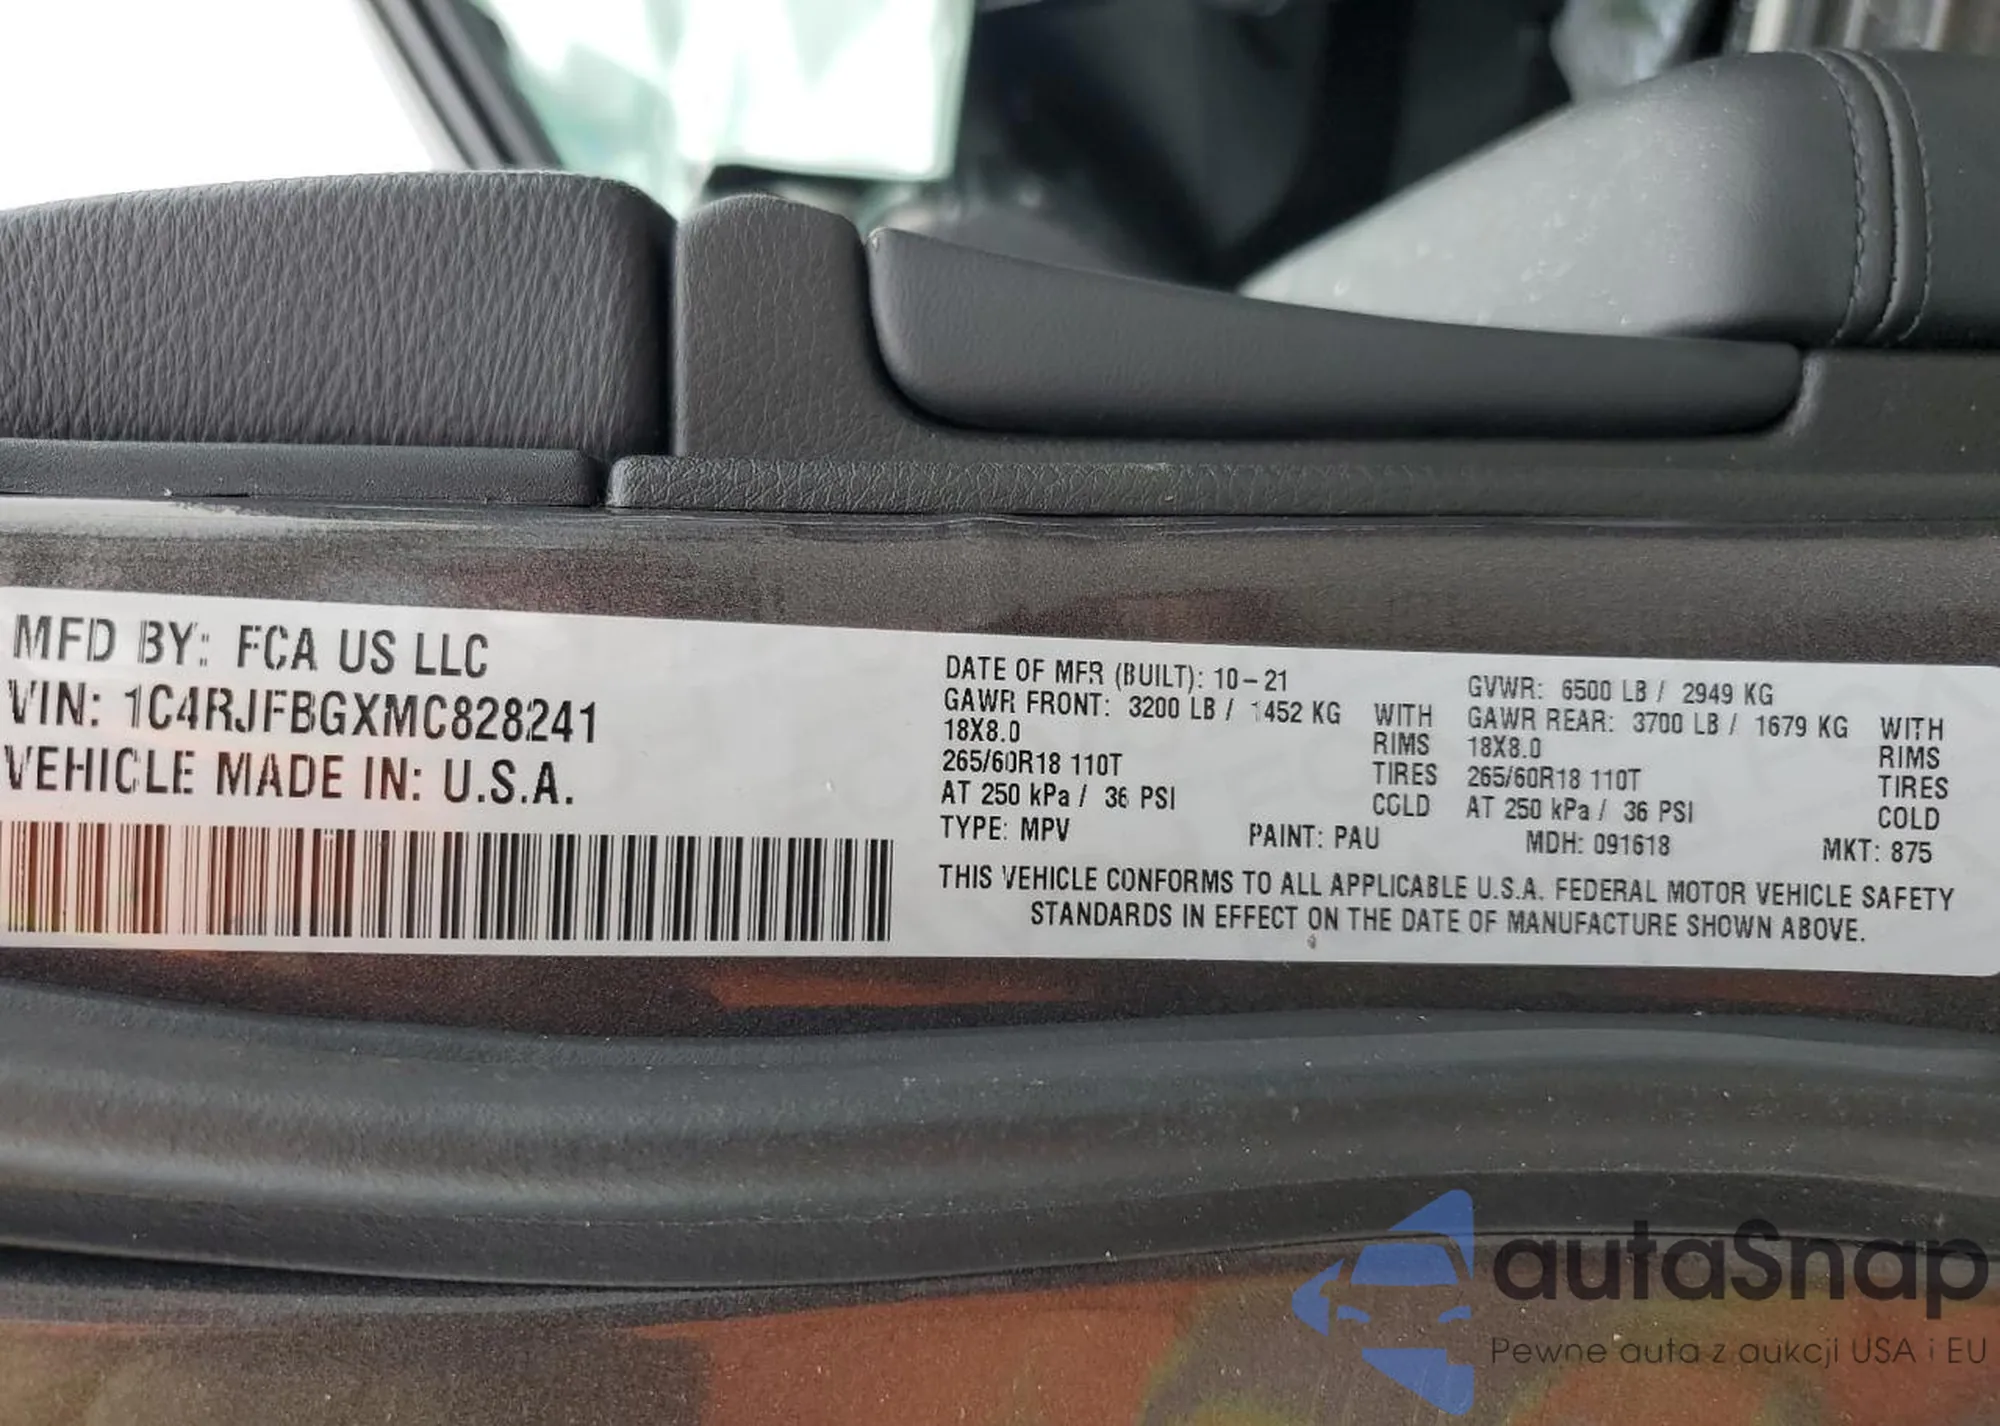 MFD BY: FCA US LLC
VIN: 1C4RJFBGXMC828241
VEHICLE MADE IN: U.S.A.
DATE OF MFR (BUILT): 10-21
GVWR: 6500 LB / 2949 KG
GAWR FRONT: 3200 LB / 1452 KG WITH
GAWR REAR: 3700 LB / 1679 KG WITH
18X8.0 RIMS
18X8.0 RIMS
265/60R18 110T TIRES
265/60R18 110T TIRES
AT 250 kPa / 36 PSI COLD
AT 250 kPa / 36 PSI COLD
TYPE: MPV PAINT: PAU MDH: 091618 MKT: 875
THIS VEHICLE CONFORMS TO ALL APPLICABLE U.S.A. FEDERAL MOTOR VEHICLE SAFETY
STANDARDS IN EFFECT ON THE DATE OF MANUFACTURE SHOWN ABOVE.
autaSnap
Pewne auta z aukcji USA i EU